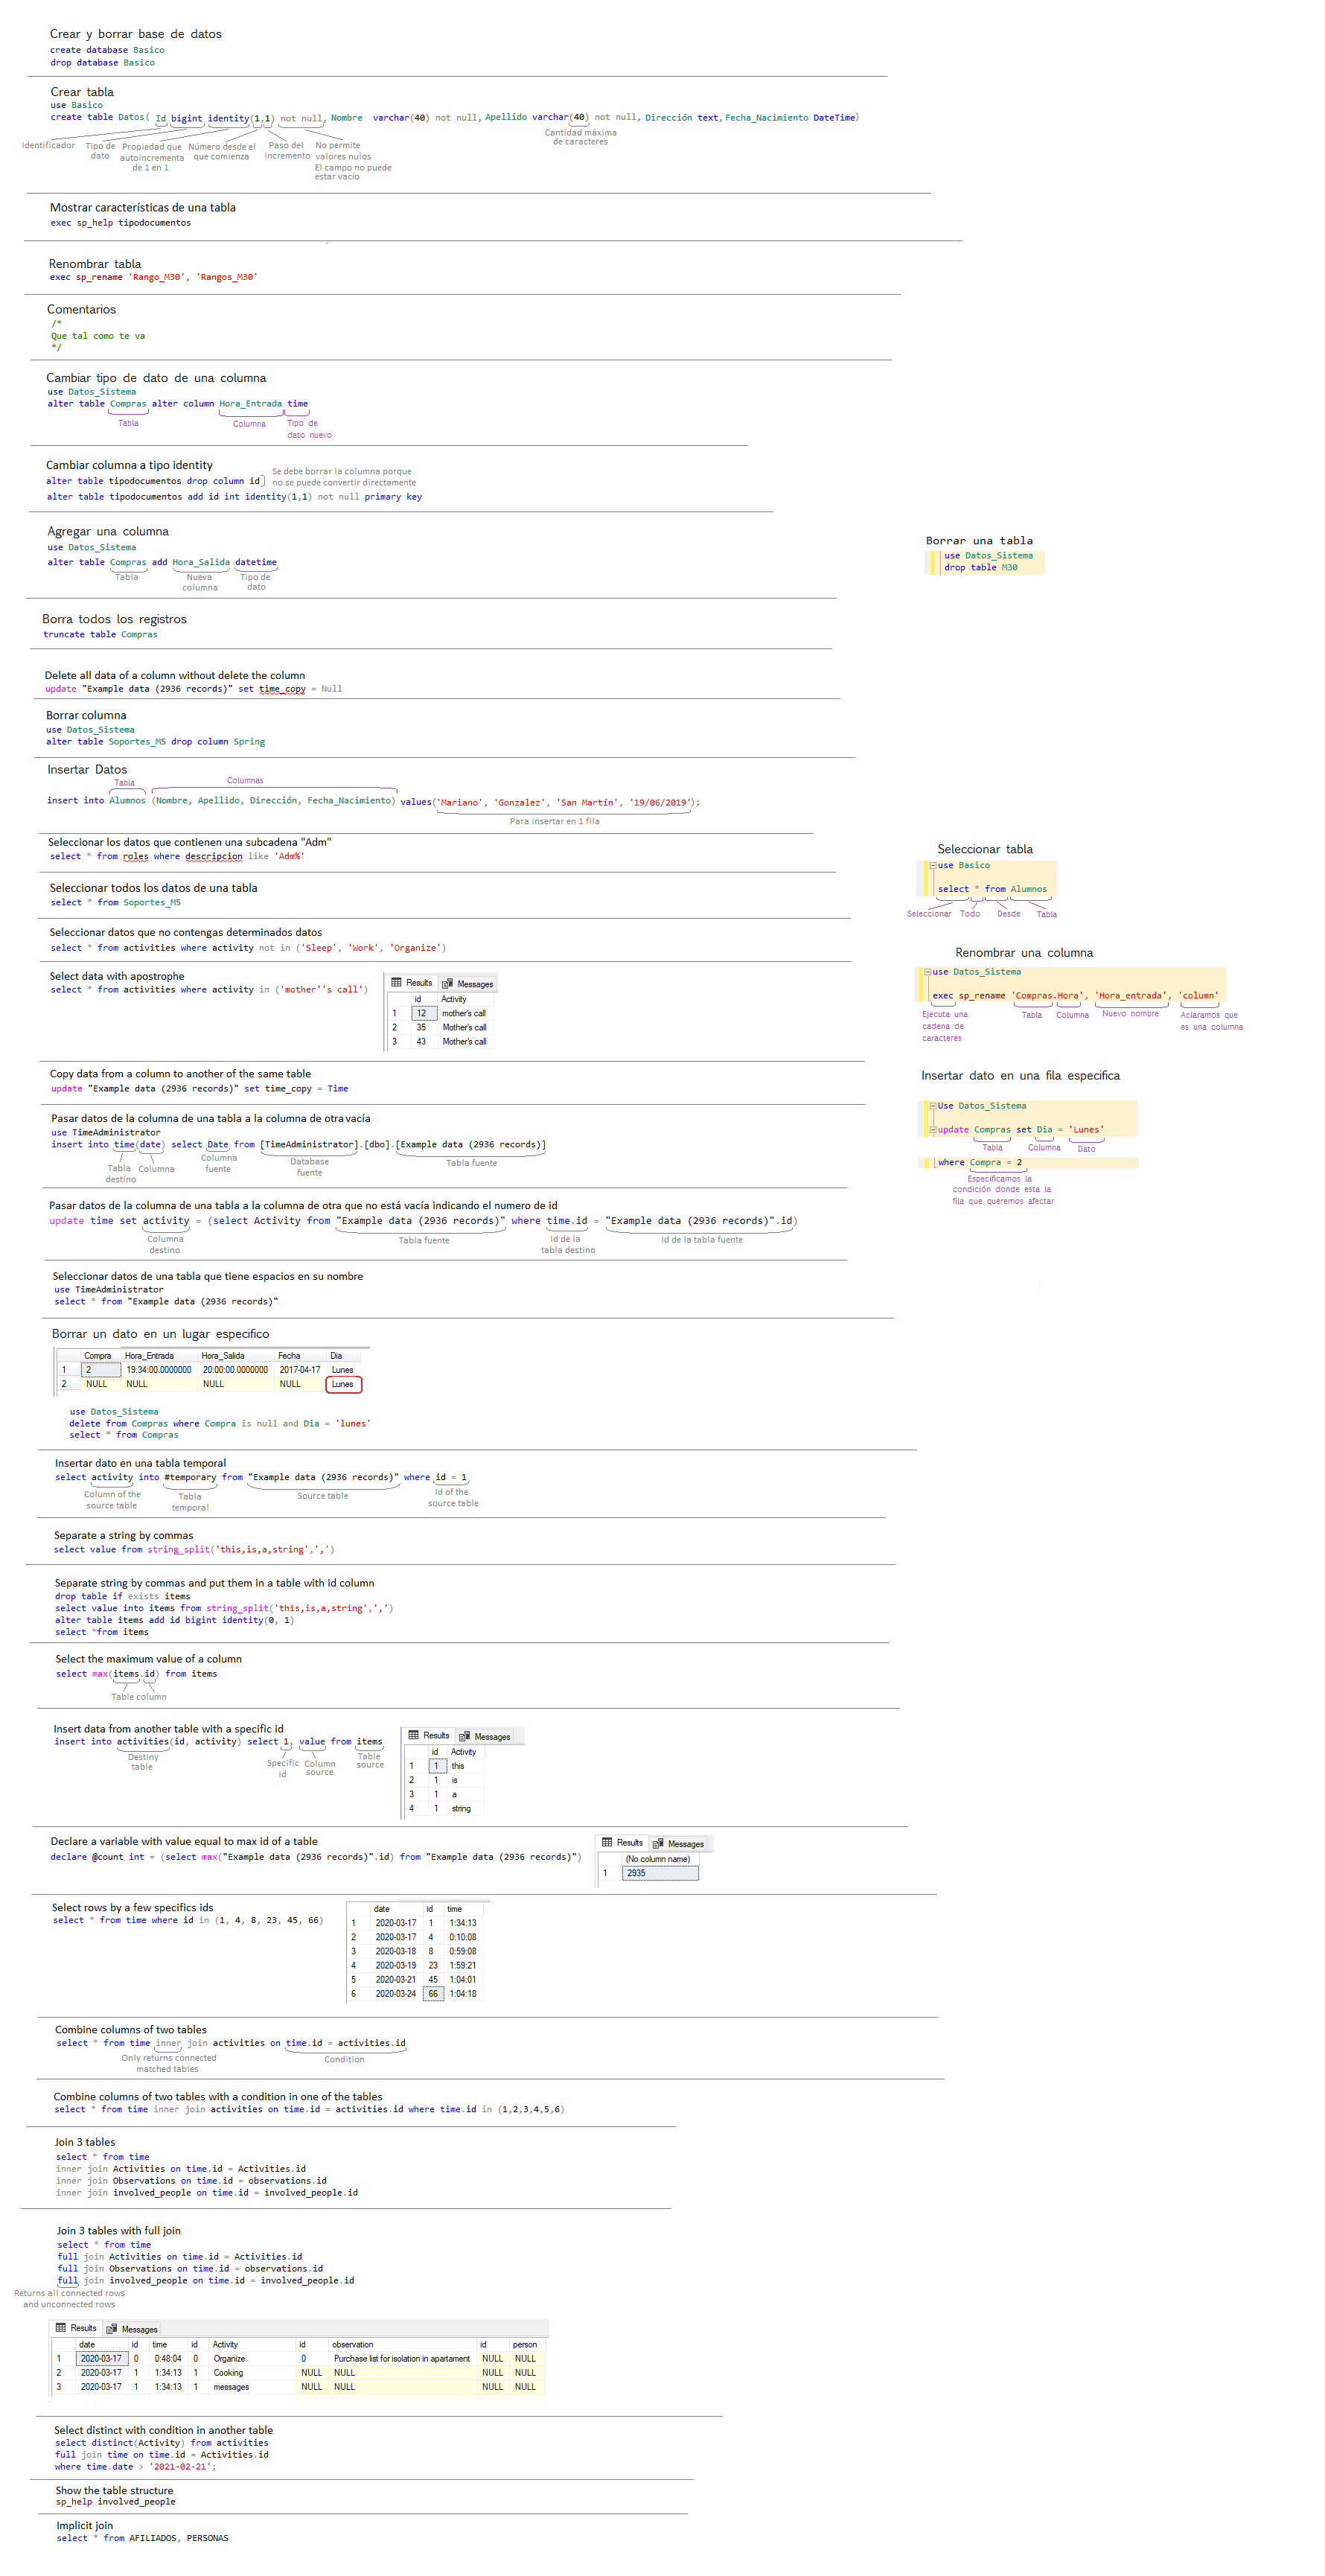 Crear y borrar base de datos
create database Basico
drop database Basico
Crear tabla
use Basico
create table Datos( Id bigint identity(1,1) not null, Nombre varchar(40) not null, Apellido varchar(40) not null, Dirección text, Fecha_Nacimiento DateTime)
Identificador
Tipo de
dato
Propiedad que
autoincrementa
de 1 en 1
Número desde el
que comienza
Paso del
incremento
No permite
valores nulos
El campo no puede
estar vacío
Cantidad máxima
de caracteres
Mostrar características de una tabla
exec sp_help tipodocumentos
Renombrar tabla
exec sp_rename 'Rango_M30', 'Rangos_M30'
Comentarios
/*
Que tal como te va
*/
Cambiar tipo de dato de una columna
use Datos_Sistema
alter table Compras alter column Hora_Entrada time
Tabla
Columna
Tipo de
dato nuevo
Cambiar columna a tipo identity
alter table tipodocumentos drop column id
Se debe borrar la columna porque
no se puede convertir directamente
alter table tipodocumentos add id int identity(1,1) not null primary key
Agregar una columna
use Datos_Sistema
alter table Compras add Hora_Salida datetime
Tabla
Nueva
columna
Tipo de
dato
Borrar una tabla
use Datos_Sistema
drop table M30
Borra todos los registros
truncate table Compras
Delete all data of a column without delete the column
update "Example data (2936 records)" set time_copy = Null
Borrar columna
use Datos_Sistema
alter table Soportes_M5 drop column Spring
Insertar Datos
Tabla
Columnas
insert into Alumnos (Nombre, Apellido, Dirección, Fecha_Nacimiento) values('Mariano', 'Gonzalez', 'San Martín', '19/06/2019');
Para insertar en 1 fila
Seleccionar los datos que contienen una subcadena "Adm"
select * from roles where descripcion like 'Adm%'
Seleccionar todos los datos de una tabla
select * from Soportes_M5
Seleccionar tabla
use Basico
select * from Alumnos
Seleccionar
Todo
Desde
Tabla
Seleccionar datos que no contengas determinados datos
select * from activities where activity not in ('Sleep', 'Work', 'Organize')
Select data with apostrophe
select * from activities where activity in ('mother''s call')
Results Messages
id Activity
1 12 mother's call
2 35 Mother's call
3 43 Mother's call
Renombrar una columna
use Datos_Sistema
exec sp_rename 'Compras.Hora', 'Hora_entrada', 'column'
Ejecuta una
cadena de
caracteres
Tabla
Columna
Nuevo nombre
Aclaramos que
es una columna
Copy data from a column to another of the same table
update "Example data (2936 records)" set time_copy = Time
Insertar dato en una fila especifica
Use Datos_Sistema
update Compras set Dia = 'Lunes'
Tabla
Columna
Dato
where Compra = 2
Especificamos la
condición donde esta la
fila que queremos afectar
Pasar datos de la columna de una tabla a la columna de otra vacía
use TimeAdministrator
insert into time(date) select Date from [TimeAdministrator].[dbo].[Example data (2936 records)]
Tabla
destino
Columna
Columna
fuente
Database
fuente
Tabla fuente
Pasar datos de la columna de una tabla a la columna de otra que no está vacía indicando el numero de id
update time set activity = (select Activity from "Example data (2936 records)" where time.id = "Example data (2936 records)".id)
Columna
destino
Tabla fuente
Id de la
tabla destino
Id de la tabla fuente
Seleccionar datos de una tabla que tiene espacios en su nombre
use TimeAdministrator
select * from "Example data (2936 records)"
Borrar un dato en un lugar especifico
Compra Hora_Entrada Hora_Salida Fecha Dia
1 2 19:34:00.0000000 20:00:00.0000000 2017-04-17 Lunes
2 NULL NULL NULL NULL Lunes
use Datos_Sistema
delete from Compras where Compra is null and Dia = 'lunes'
select * from Compras
Insertar dato en una tabla temporal
select activity into #temporary from "Example data (2936 records)" where id = 1
Column of the
source table
Tabla
temporal
Source table
Id of the
source table
Separate a string by commas
select value from string_split('this,is,a,string',',')
Separate string by commas and put them in a table with id column
drop table if exists items
select value into items from string_split('this,is,a,string',',')
alter table items add id bigint identity(0, 1)
select *from items
Select the maximum value of a column
select max(items.id) from items
Table column
Insert data from another table with a specific id
insert into activities(id, activity) select 1, value from items
Destiny
table
Specific
id
Column
source
Table
source
Results Messages
id Activity
1 1 this
2 1 is
3 1 a
4 1 string
Declare a variable with value equal to max id of a table
declare @count int = (select max("Example data (2936 records)".id) from "Example data (2936 records)")
Results Messages
(No column name)
1 2935
Select rows by a few specifics ids
select * from time where id in (1, 4, 8, 23, 45, 66)
date id time
1 2020-03-17 1 1:34:13
2 2020-03-17 4 0:10:08
3 2020-03-18 8 0:59:08
4 2020-03-19 23 1:59:21
5 2020-03-21 45 1:04:01
6 2020-03-24 66 1:04:18
Combine columns of two tables
select * from time inner join activities on time.id = activities.id
Only returns connected
matched tables
Condition
Combine columns of two tables with a condition in one of the tables
select * from time inner join activities on time.id = activities.id where time.id in (1,2,3,4,5,6)
Join 3 tables
select * from time
inner join Activities on time.id = Activities.id
inner join Observations on time.id = observations.id
inner join involved_people on time.id = involved_people.id
Join 3 tables with full join
select * from time
full join Activities on time.id = Activities.id
full join Observations on time.id = observations.id
full join involved_people on time.id = involved_people.id
Returns all connected rows
and unconnected rows
Results Messages
date id time id Activity id observation id person
1 2020-03-17 0 0:48:04 0 Organize 0 Purchase list for isolation in apartament NULL NULL
2 2020-03-17 1 1:34:13 1 Cooking NULL NULL NULL NULL
3 2020-03-17 1 1:34:13 1 messages NULL NULL NULL NULL
Select distinct with condition in another table
select distinct(Activity) from activities
full join time on time.id = Activities.id
where time.date > '2021-02-21';
Show the table structure
sp_help involved_people
Implicit join
select * from AFILIADOS, PERSONAS